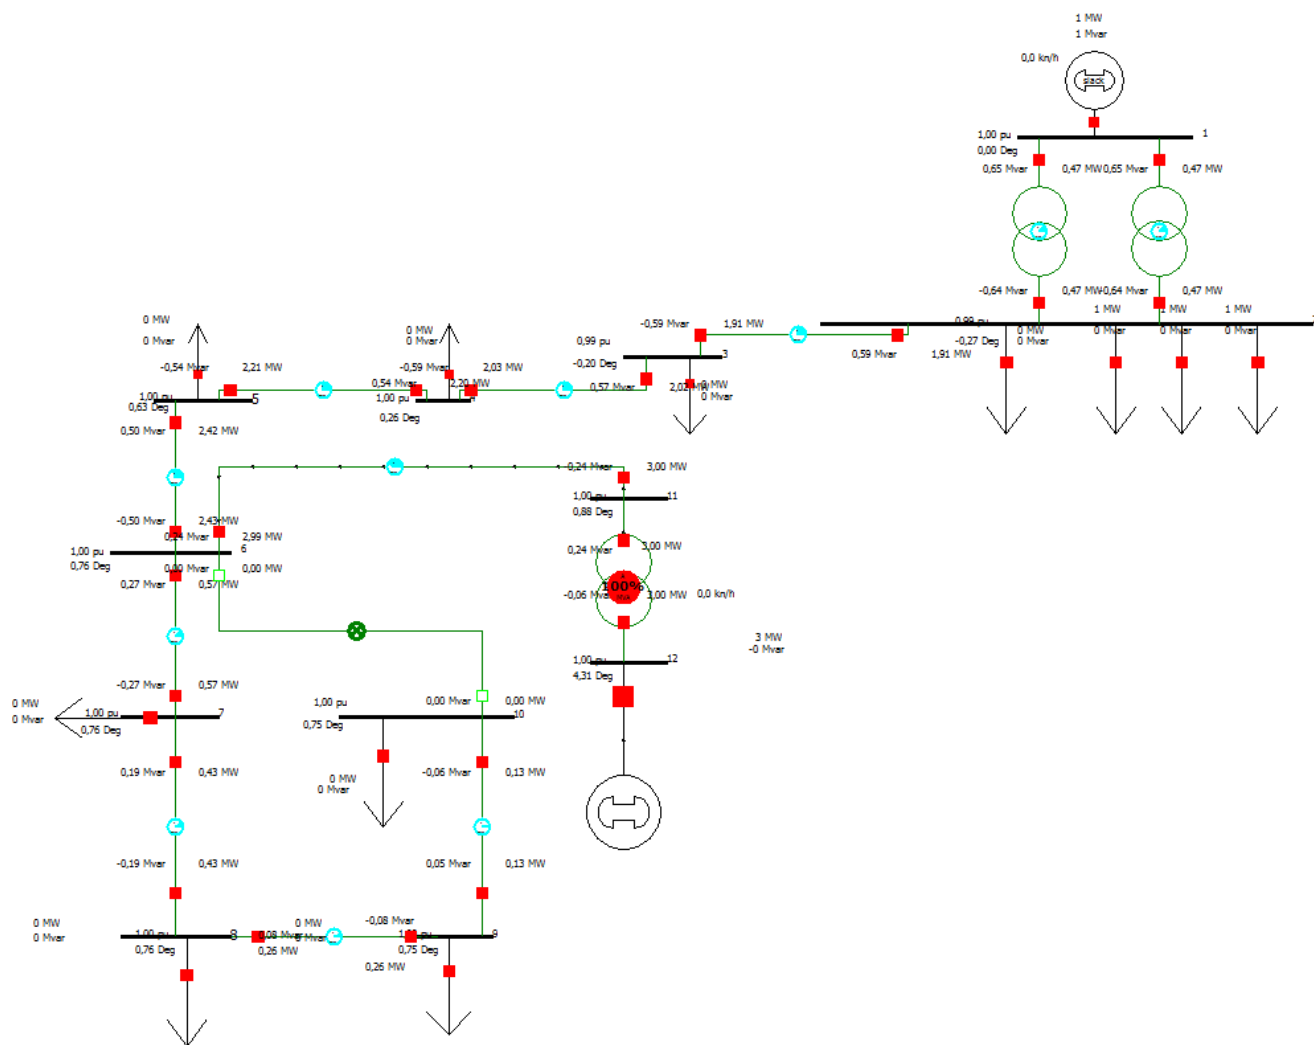 1 MW
1 Mvar
0,0 kn/h
slack
1,00 pu
1
0,00 Deg
0,65 Mvar
0,47 MW
0,65 Mvar
0,47 MW
-0,64 Mvar
0,47 MW
-0,64 Mvar
0,47 MW
0,99 pu
-0,27 Deg
0 MW
0 Mvar
1 MW
0 Mvar
1 MW
0 Mvar
1 MW
0 Mvar
0,59 Mvar
1,91 MW
-0,59 Mvar
1,91 MW
0,99 pu
3
-0,20 Deg
0,57 Mvar
0 MW
0 Mvar
0 MW
0 Mvar
-0,59 Mvar
2,03 MW
0,54 Mvar
2,20 MW
1,00 pu
0,26 Deg
0 MW
0 Mvar
-0,54 Mvar
2,21 MW
1,00 pu
5
0,63 Deg
0,50 Mvar
2,42 MW
-0,50 Mvar
2,43 MW
0,24 Mvar
2,99 MW
1,00 pu
6
0,76 Deg
0,00 Mvar
0,00 MW
0,27 Mvar
0,57 MW
-0,24 Mvar
3,00 MW
1,00 pu
11
0,88 Deg
0,24 Mvar
3,00 MW
100%
MVA
-0,06 Mvar
3,00 MW
0,0 kn/h
3 MW
-0 Mvar
1,00 pu
12
4,31 Deg
-0,27 Mvar
0,57 MW
0 MW
0 Mvar
1,00 pu
7
0,76 Deg
0,19 Mvar
0,43 MW
1,00 pu
10
0,75 Deg
0,00 Mvar
0,00 MW
-0,06 Mvar
0,13 MW
0 MW
0 Mvar
-0,19 Mvar
0,43 MW
0,05 Mvar
0,13 MW
0 MW
0 Mvar
1,00 pu
8
0,76 Deg
0,08 Mvar
0,26 MW
0 MW
0 Mvar
-0,08 Mvar
1,00 pu
9
0,75 Deg
0,26 MW